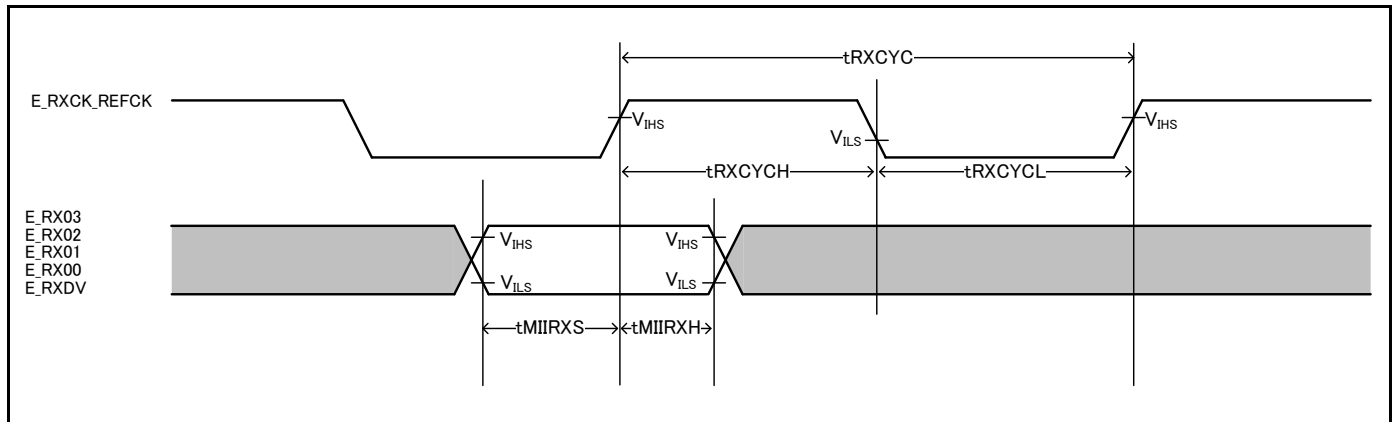 tRXCYC
E_RXCK_REFCK
VIHS
VILS
VIHS
tRXCYCH
tRXCYCL
E_RX03
E_RX02
E_RX01
E_RX00
E_RXDV
VIHS
VIHS
VILS
VILS
tMIIRXS
tMIIRXH